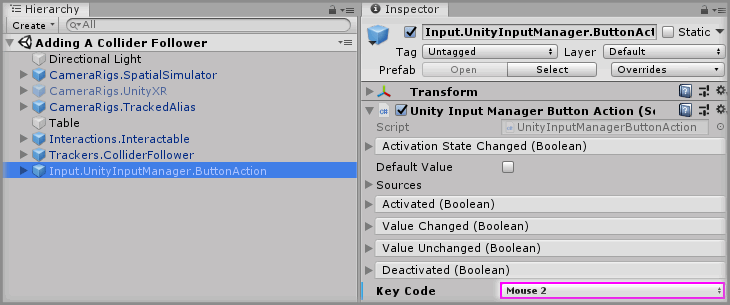 Hierarchy
Create All
Adding A Collider Follower
Directional Light
CameraRigs.SpatialSimulator
CameraRigs.UnityXR
CameraRigs.TrackedAlias
Table
Interactions.Interactable
Trackers.ColliderFollower
Input.UnityInputManager.ButtonAction
Inspector
Input.UnityInputManager.ButtonAct Static
Tag Untagged Layer Default
Prefab Open Select Overrides
Transform
Unity Input Manager Button Action (Sc
Script UnityInputManagerButtonAction
Activation State Changed (Boolean)
Default Value
Sources
Activated (Boolean)
Value Changed (Boolean)
Value Unchanged (Boolean)
Deactivated (Boolean)
Key Code Mouse 2